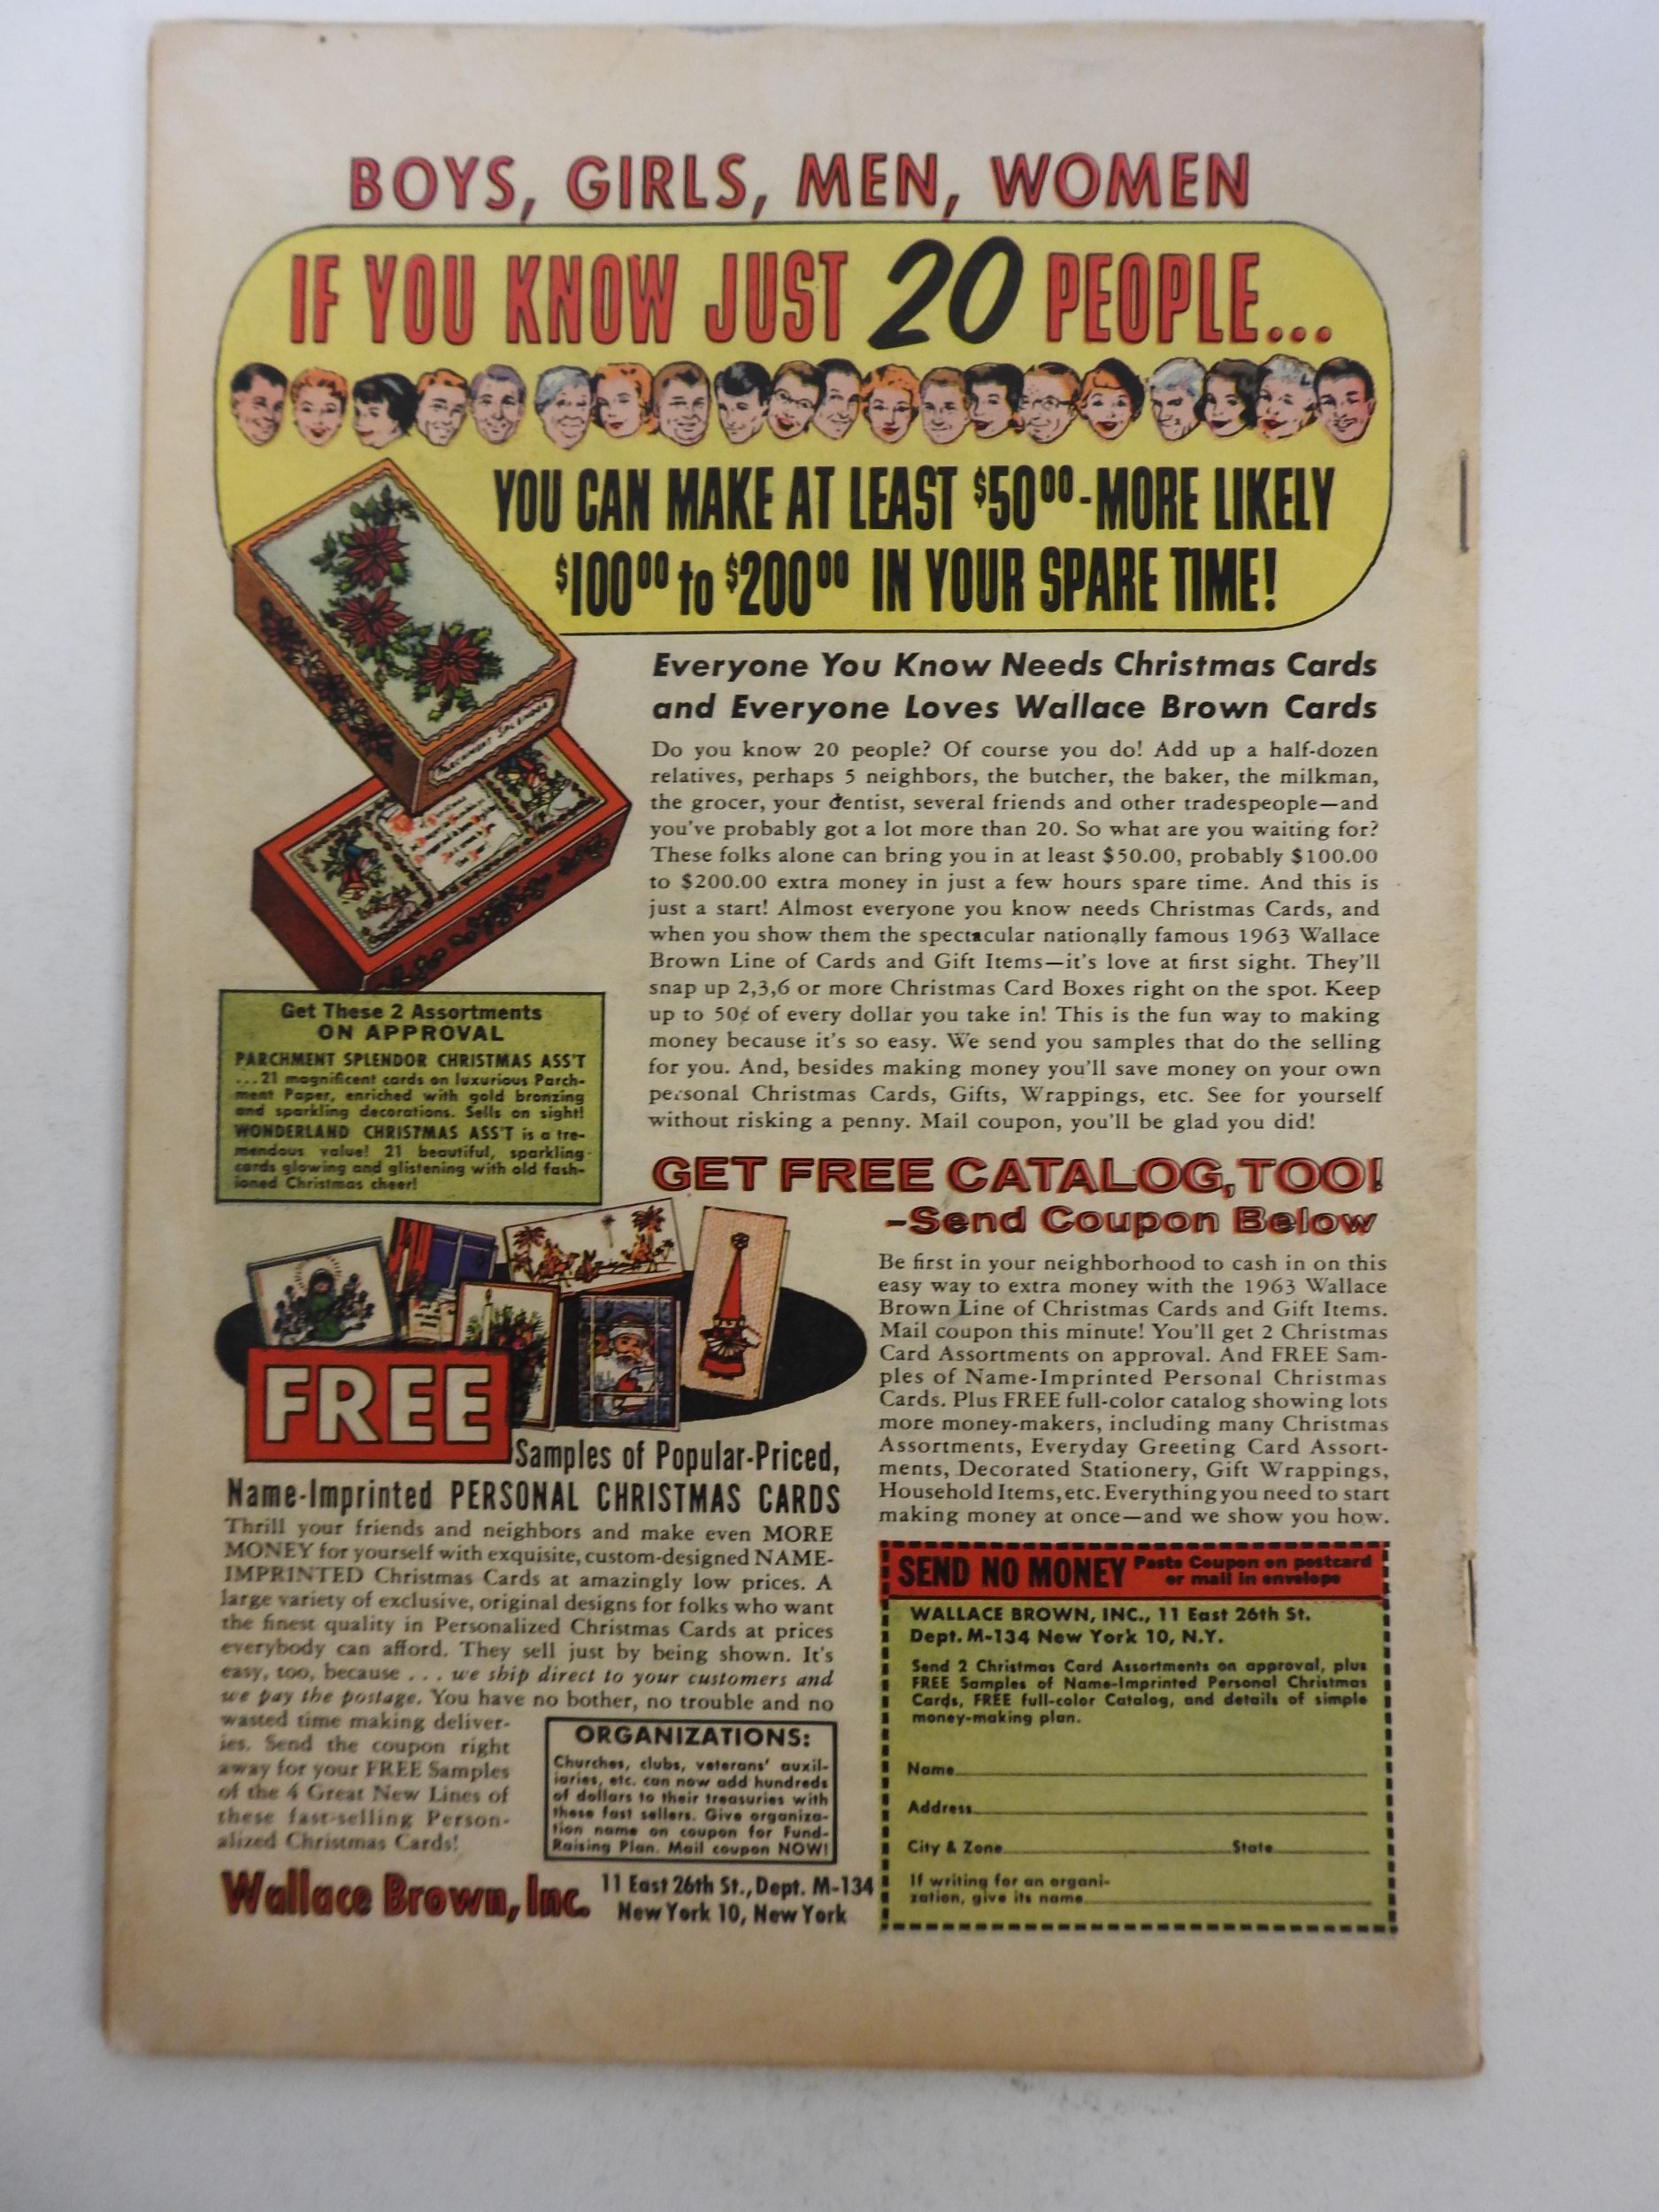 BOYS, GIRLS, MEN, WOMEN
IF YOU KNOW JUST 20 PEOPLE...
YOU CAN MAKE AT LEAST $50.00 - MORE LIKELY
$100.00 to $200.00 IN YOUR SPARE TIME!
PARCHMENT SPLENDOR
Everyone You Know Needs Christmas Cards
and Everyone Loves Wallace Brown Cards
Do you know 20 people? Of course you do! Add up a half-dozen
relatives, perhaps 5 neighbors, the butcher, the baker, the milkman,
the grocer, your dentist, several friends and other tradespeople—and
you've probably got a lot more than 20. So what are you waiting for?
These folks alone can bring you in at least $50.00, probably $100.00
to $200.00 extra money in just a few hours spare time. And this is
just a start! Almost everyone you know needs Christmas Cards, and
when you show them the spectacular nationally famous 1963 Wallace
Brown Line of Cards and Gift Items—it's love at first sight. They'll
snap up 2,3,6 or more Christmas Card Boxes right on the spot. Keep
up to 50¢ of every dollar you take in! This is the fun way to making
money because it's so easy. We send you samples that do the selling
for you. And, besides making money you'll save money on your own
personal Christmas Cards, Gifts, Wrappings, etc. See for yourself
without risking a penny. Mail coupon, you'll be glad you did!
Get These 2 Assortments
ON APPROVAL
PARCHMENT SPLENDOR CHRISTMAS ASS'T
...21 magnificent cards on luxurious Parch-
ment Paper, enriched with gold bronzing
and sparkling decorations. Sells on sight!
WONDERLAND CHRISTMAS ASS'T is a tre-
mendous value! 21 beautiful, sparkling
cards glowing and glistening with old fash-
ioned Christmas cheer!
GET FREE CATALOG, TOO!
-Send Coupon Below
Be first in your neighborhood to cash in on this
easy way to extra money with the 1963 Wallace
Brown Line of Christmas Cards and Gift Items.
Mail coupon this minute! You'll get 2 Christmas
Card Assortments on approval. And FREE Sam-
ples of Name-Imprinted Personal Christmas
Cards. Plus FREE full-color catalog showing lots
more money-makers, including many Christmas
Assortments, Everyday Greeting Card Assort-
ments, Decorated Stationery, Gift Wrappings,
Household Items, etc. Everything you need to start
making money at once—and we show you how.
FREE
Samples of Popular-Priced,
Name-Imprinted PERSONAL CHRISTMAS CARDS
Thrill your friends and neighbors and make even MORE
MONEY for yourself with exquisite, custom-designed NAME-
IMPRINTED Christmas Cards at amazingly low prices. A
large variety of exclusive, original designs for folks who want
the finest quality in Personalized Christmas Cards at prices
everybody can afford. They sell just by being shown. It's
easy, too, because . . . we ship direct to your customers and
we pay the postage. You have no bother, no trouble and no
wasted time making deliver-
ies. Send the coupon right
away for your FREE Samples
of the 4 Great New Lines of
these fast-selling Person-
alized Christmas Cards!
ORGANIZATIONS:
Churches, clubs, veterans' auxil-
iaries, etc. can now add hundreds
of dollars to their treasuries with
these fast sellers. Give organiza-
tion name on coupon for Fund-
Raising Plan. Mail coupon NOW!
Wallace Brown, Inc. 11 East 26th St., Dept. M-134
New York 10, New York
SEND NO MONEY Paste Coupon on postcard
or mail in envelope
WALLACE BROWN, INC., 11 East 26th St.
Dept. M-134 New York 10, N.Y.
Send 2 Christmas Card Assortments on approval, plus
FREE Samples of Name-Imprinted Personal Christmas
Cards, FREE full-color Catalog, and details of simple
money-making plan.
Name
Address
City & Zone State
If writing for an organi-
zation, give its name